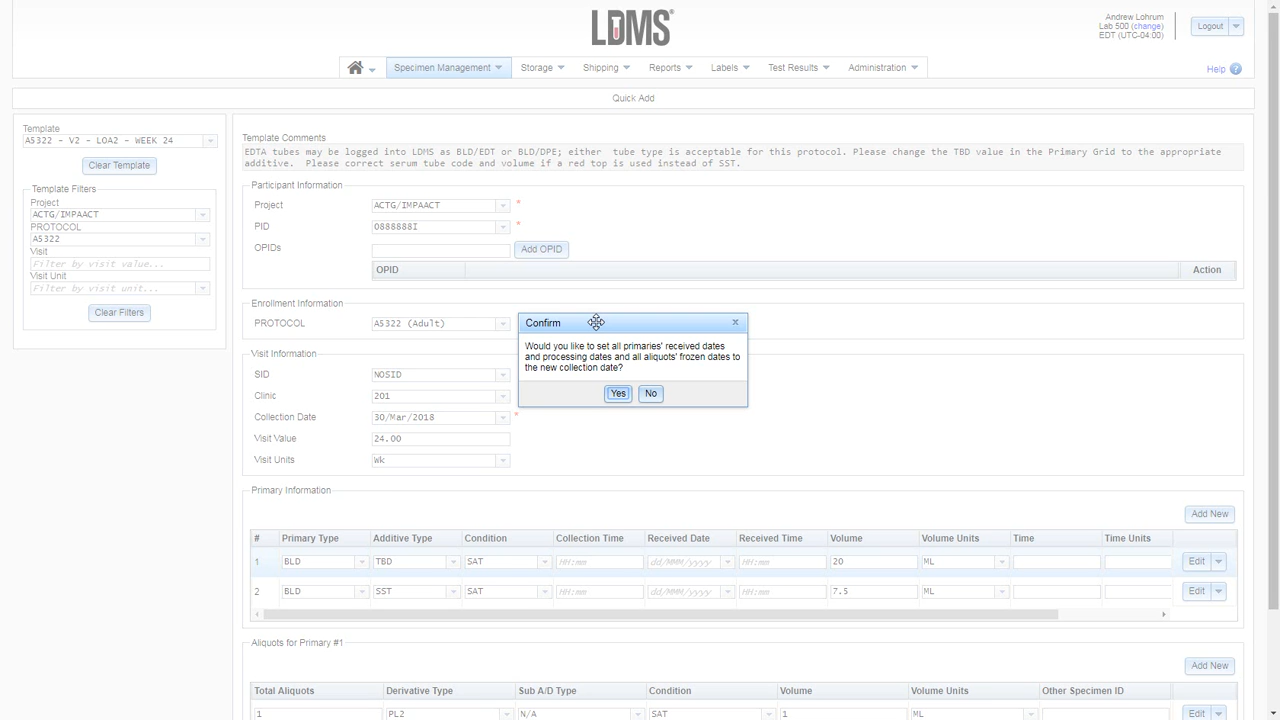 LDMS®
Andrew Lohrum
Lab 500 (change)
EDT (UTC-04:00)
Logout
Specimen Management
Storage
Shipping
Reports
Labels
Test Results
Administration
Help ?
Quick Add
Template
A5322 - V2 - LOA2 - WEEK 24
Clear Template
Template Filters
Project
ACTG/IMPAACT
PROTOCOL
A5322
Visit
Filter by visit value...
Visit Unit
Filter by visit unit...
Clear Filters
Template Comments
EDTA tubes may be logged into LDMS as BLD/EDT or BLD/DPE; either  tube type is acceptable for this protocol. Please change the TBD value in the Primary Grid to the appropriate
additive.  Please correct serum tube code and volume if a red top is used instead of SST.
Participant Information
Project ACTG/IMPAACT *
PID 0888888I *
OPIDs Add OPID
OPID Action
Enrollment Information
PROTOCOL A5322 (Adult)
Confirm x
Would you like to set all primaries' received dates
and processing dates and all aliquots' frozen dates to
the new collection date?
Yes No
Visit Information
SID NOSID
Clinic 201
Collection Date 30/Mar/2018 *
Visit Value 24.00
Visit Units Wk
Primary Information
Add New
# Primary Type Additive Type Condition Collection Time Received Date Received Time Volume Volume Units Time Time Units
1 BLD TBD SAT HH:mm dd/MMM/yyyy HH:mm 20 ML Edit
2 BLD SST SAT HH:mm dd/MMM/yyyy HH:mm 7.5 ML Edit
Aliquots for Primary #1
Add New
Total Aliquots Derivative Type Sub A/D Type Condition Volume Volume Units Other Specimen ID
1 PL2 N/A SAT 1 ML Edit